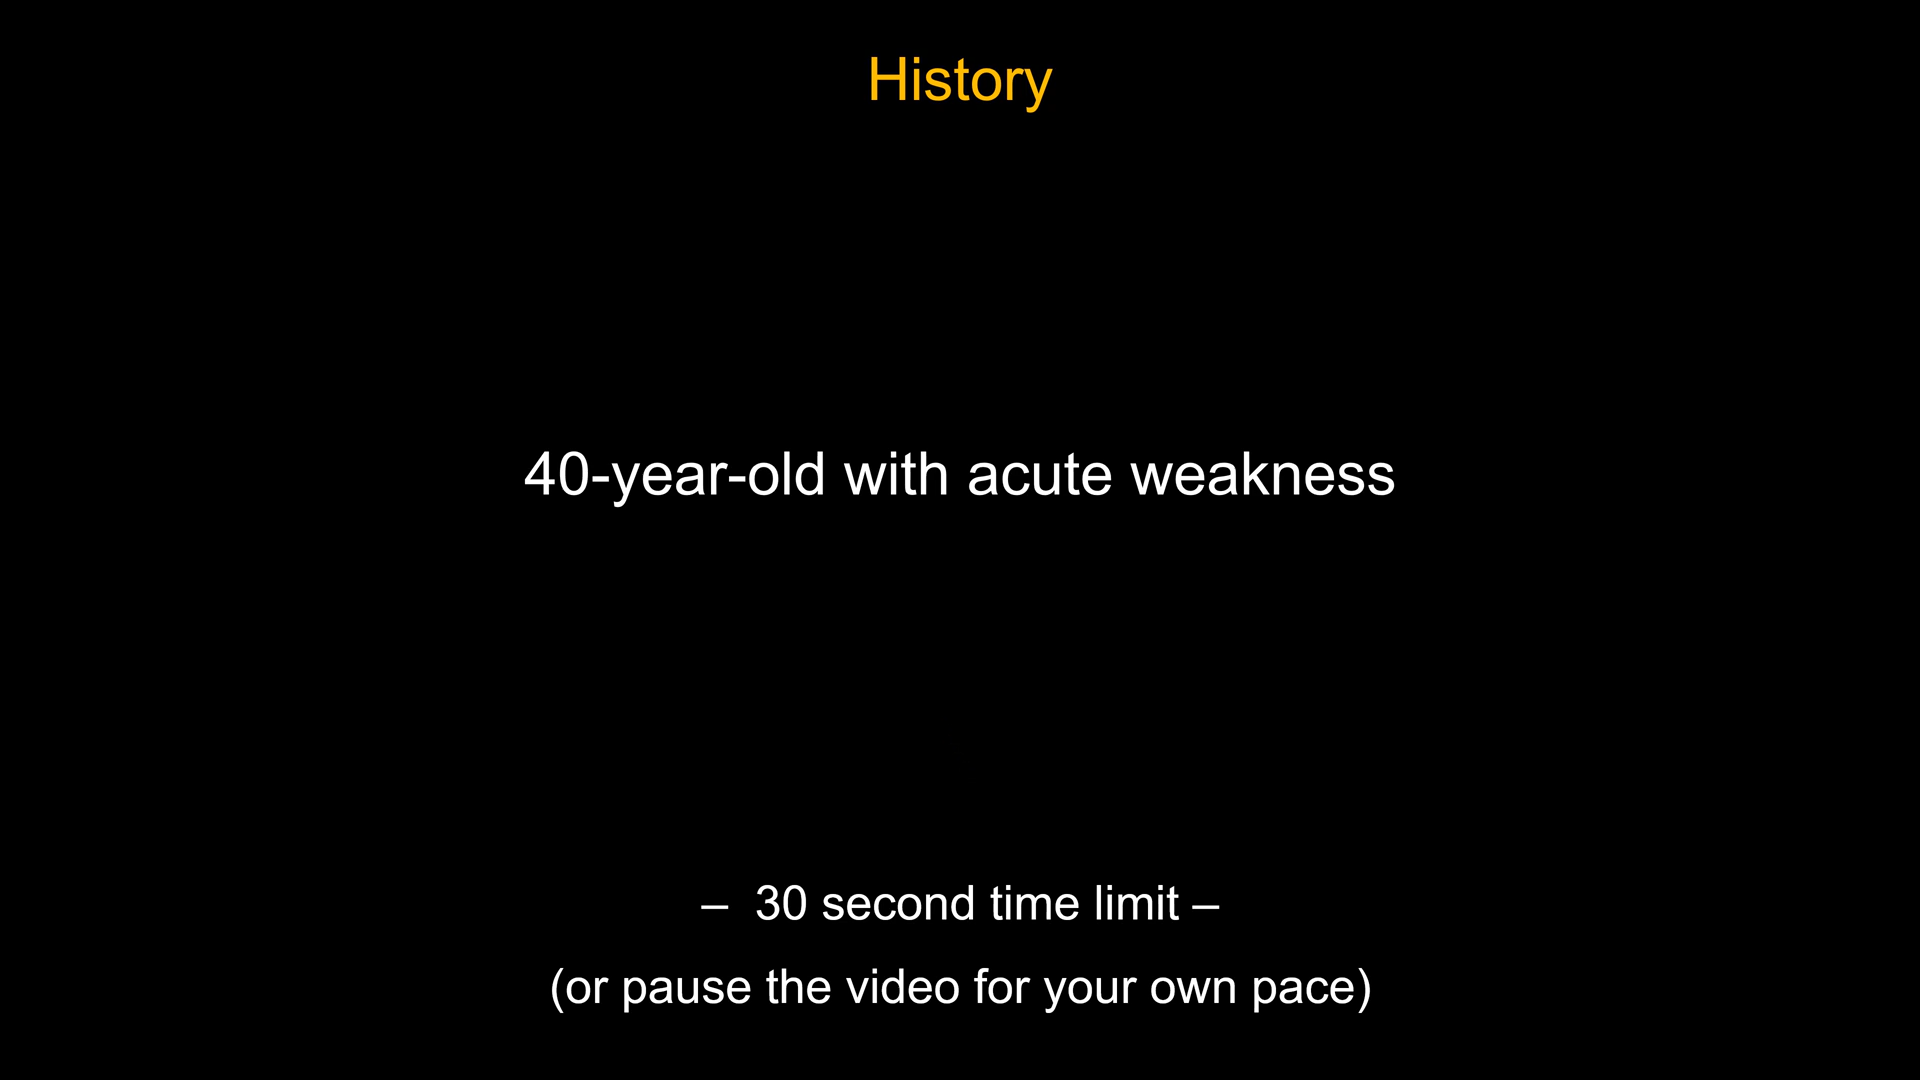 History
40-year-old with acute weakness
– 30 second time limit –
(or pause the video for your own pace)